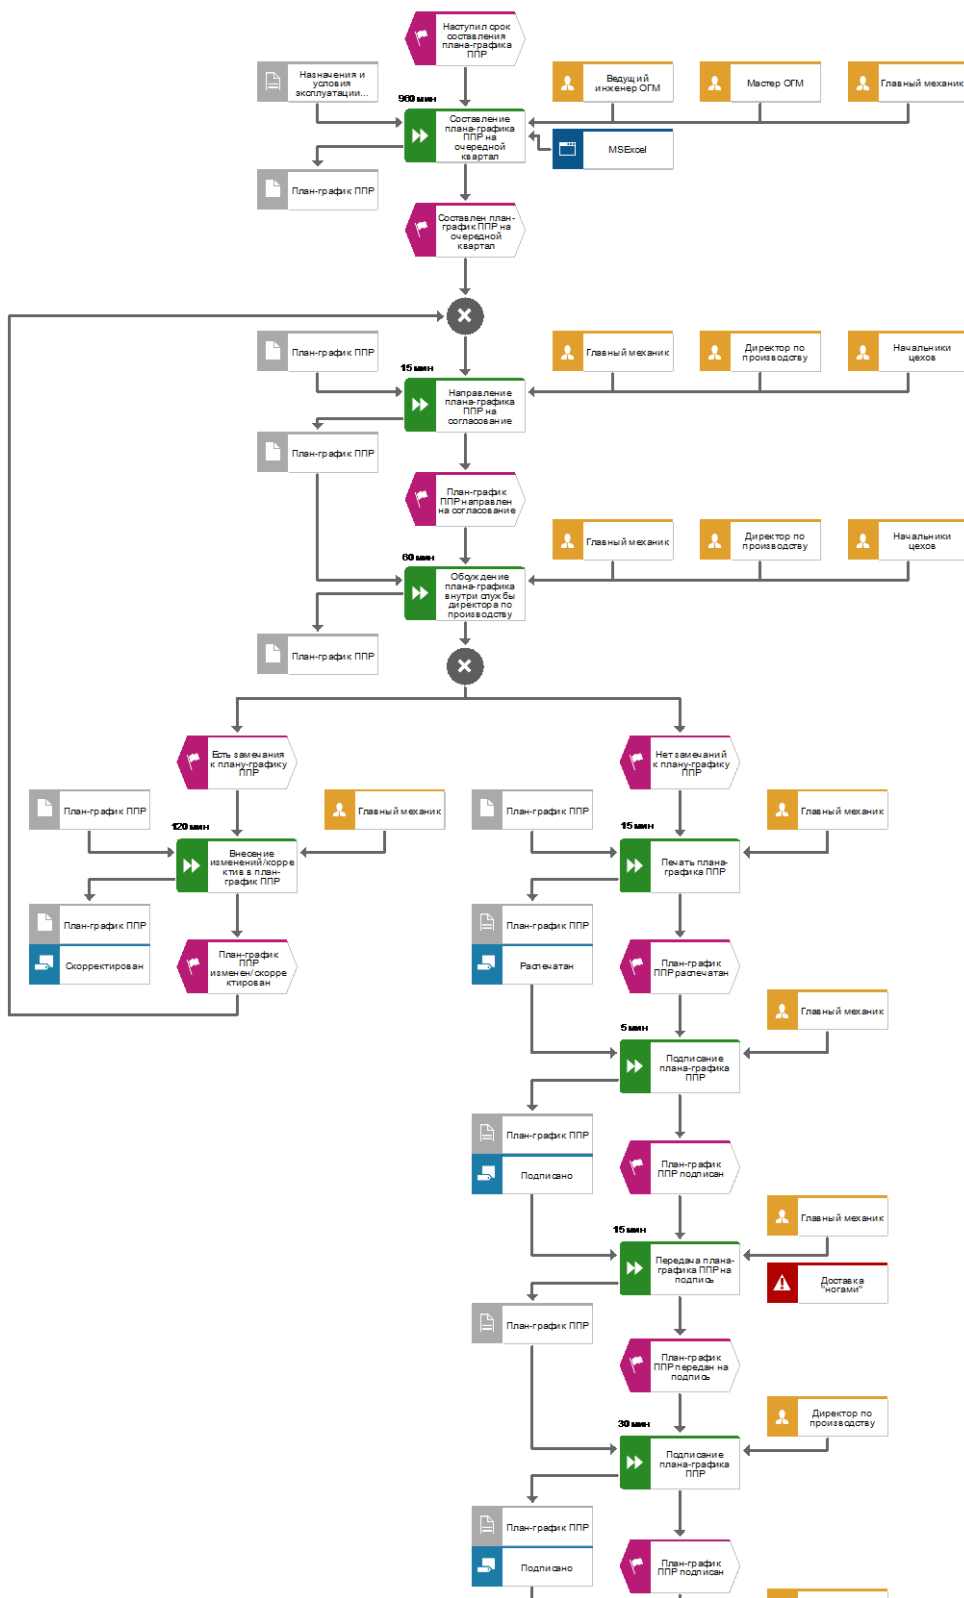 Наступил срок
составления
плана-графика
ППР
Назначения и
условия
эксплуатации...
Ведущий
инженер ОГМ
Мастер ОГМ
Главный механик
960 мин
Составление
плана-графика
ППР на
очередной
квартал
MSExcel
План-график ППР
Составлен план-
график ППР на
очередной
квартал
План-график ППР
Главный механик
Директор по
производству
Начальники
цехов
15 мин
Направление
плана-графика
ППР на
согласование
План-график ППР
План-график
ППР направлен
на согласование
Главный механик
Директор по
производству
Начальники
цехов
60 мин
Обсуждение
плана-графика
внутри службы
директора по
производству
План-график ППР
Есть замечания
к плану-графику
ППР
Нет замечаний
к плану-графику
ППР
План-график ППР
Главный механик
План-график ППР
Главный механик
120 мин
Внесение
изменений/корре
ктив в план-
график ППР
15 мин
Печать плана-
графика ППР
План-график ППР
Скорректирован
План-график
ППР
изменен/скорре
ктирован
План-график ППР
Распечатан
План-график
ППР распечатан
Главный механик
5 мин
Подписание
плана-графика
ППР
План-график ППР
Подписано
План-график
ППР подписан
Главный механик
15 мин
Передача плана-
графика ППР на
подпись
Доставка
"ногами"
План-график ППР
План-график
ППР передан на
подпись
Директор по
производству
30 мин
Подписание
плана-графика
ППР
План-график ППР
Подписано
План-график
ППР подписан